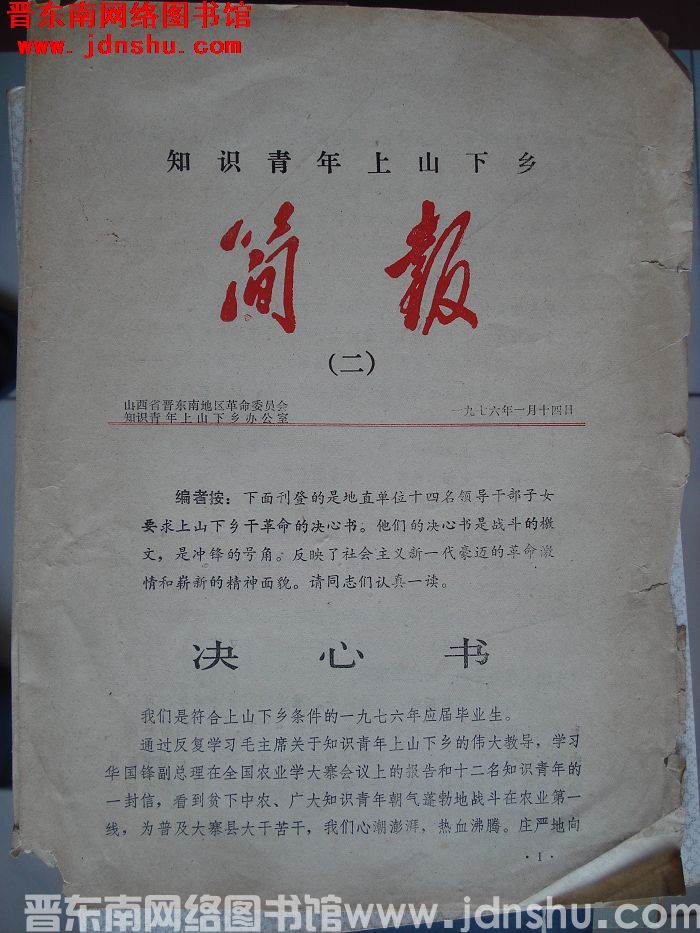 晋东南网络图书馆
www.jdnshu.com
知识青年上山下乡
简报
（二）
山西省晋东南地区革命委员会
知识青年上山下乡办公室
一九七六年一月十四日
编者按：下面刊登的是地直单位十四名领导干部子女
要求上山下乡干革命的决心书。他们的决心书是战斗的檄
文，是冲锋的号角。反映了社会主义新一代豪迈的革命激
情和崭新的精神面貌。请同志们认真一读。
决心书
我们是符合上山下乡条件的一九七六年应届毕业生。
通过反复学习毛主席关于知识青年上山下乡的伟大教导，学习
华国锋副总理在全国农业学大寨会议上的报告和十二名知识青年的
一封信，看到贫下中农、广大知识青年朝气蓬勃地战斗在农业第一
线，为普及大寨县大干苦干，我们心潮澎湃，热血沸腾。庄严地向
·1·
晋东南网络图书馆 www.jdnshu.com